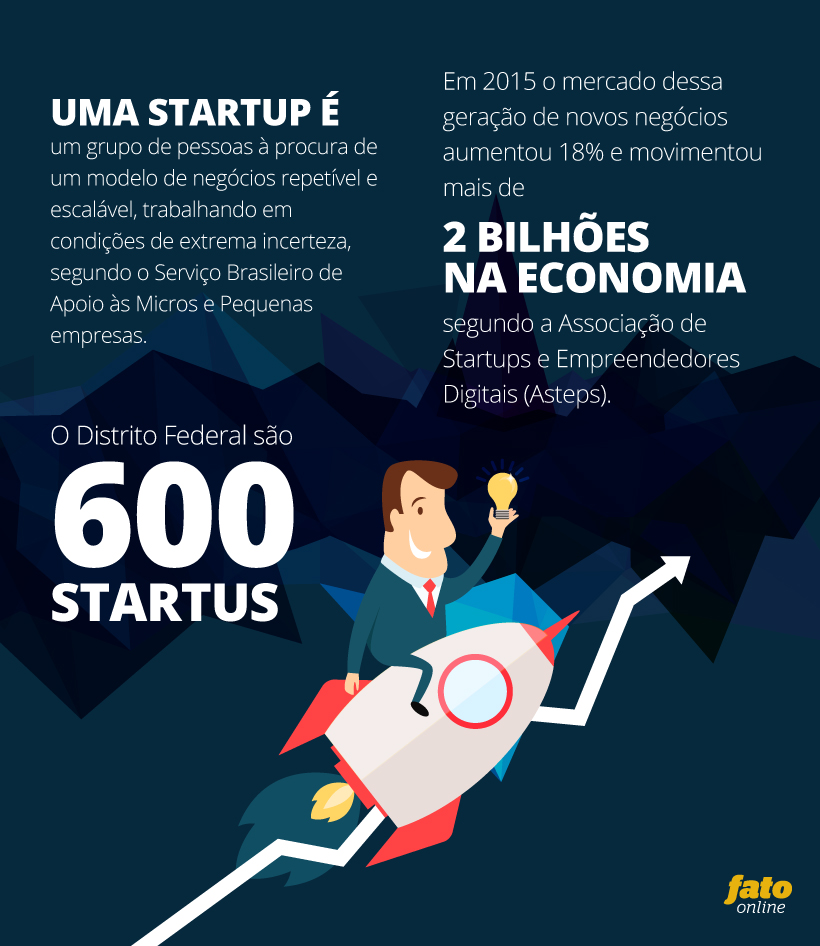 UMA STARTUP É
um grupo de pessoas à procura de
um modelo de negócios repetível e
escalável, trabalhando em
condições de extrema incerteza,
segundo o Serviço Brasileiro de
Apoio às Micros e Pequenas
empresas.
Em 2015 o mercado dessa
geração de novos negócios
aumentou 18% e movimentou
mais de
2 BILHÕES
NA ECONOMIA
segundo a Associação de
Startups e Empreendedores
Digitais (Asteps).
O Distrito Federal são
600
STARTUS
fato
online